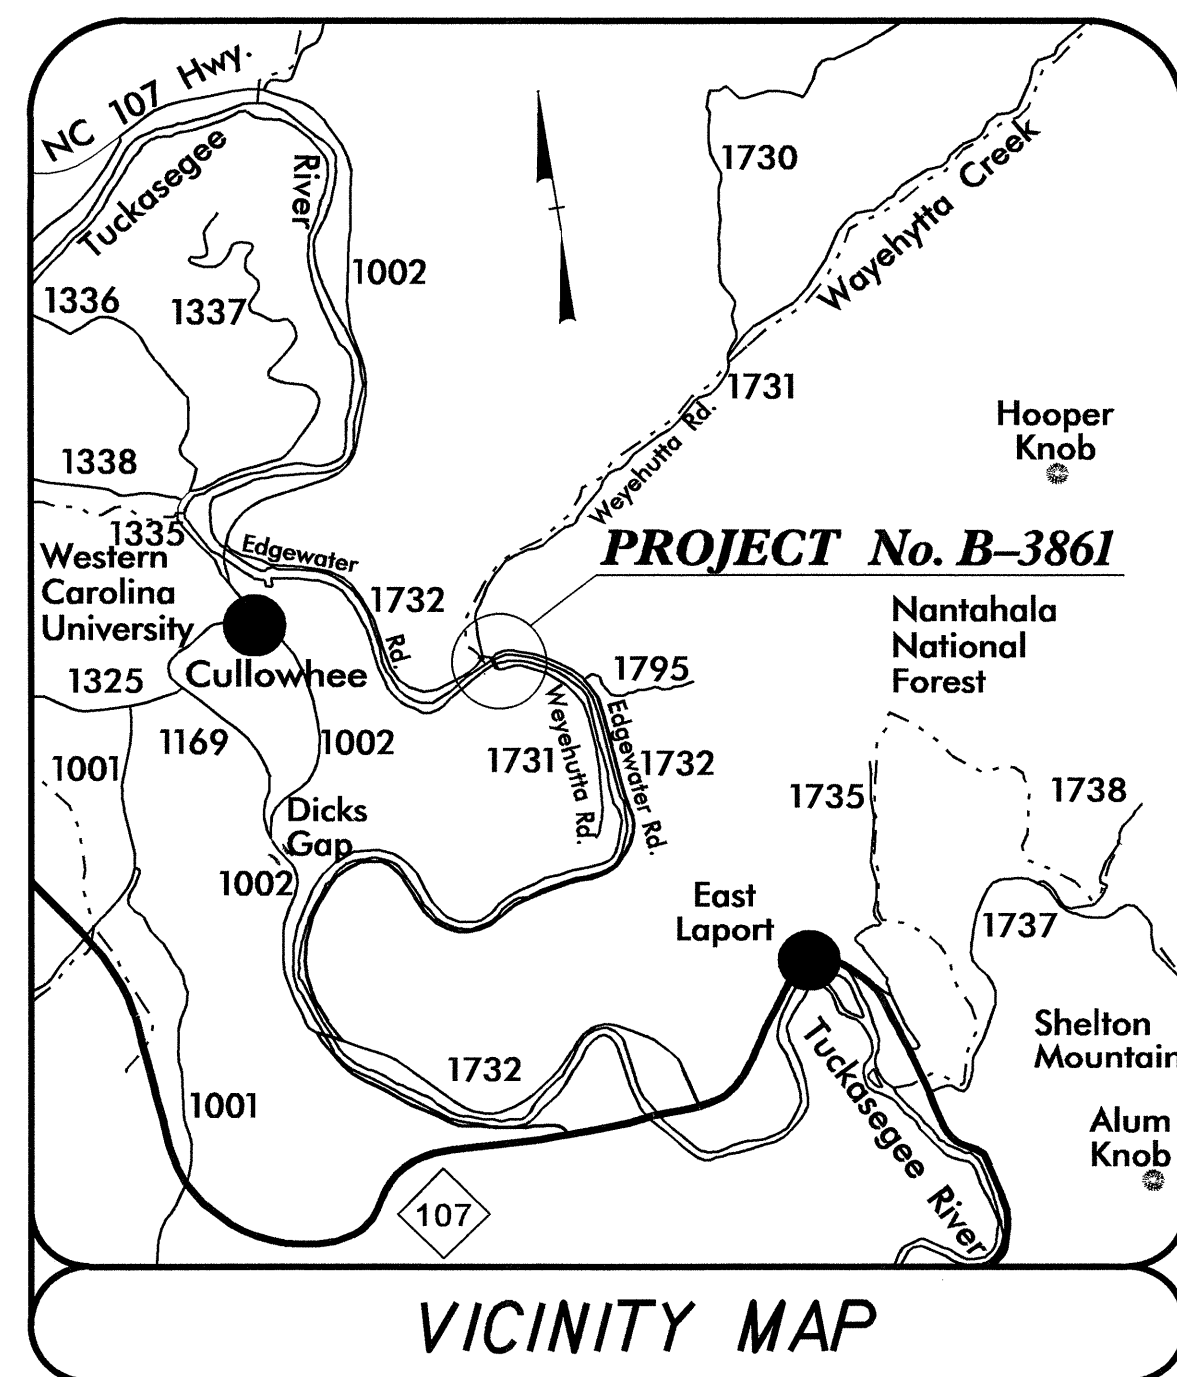 NC 107 Hwy.
Tuckasegee
River
1730
Wayehytta Creek
1002
1336
1337
1731
Weyehutta Rd.
Hooper
Knob
1338
1335
Western
Carolina
University
Edgewater
Rd.
1732
PROJECT No. B–3861
Nantahala
National
Forest
Cullowhee
1325
1795
1169
1002
1001
1731
Weyehutta Rd.
Edgewater Rd.
1732
1735
1738
Dicks
Gap
1002
East
Laport
1737
Shelton
Mountain
Tuckasegee River
1732
1001
Alum
Knob
107
VICINITY MAP